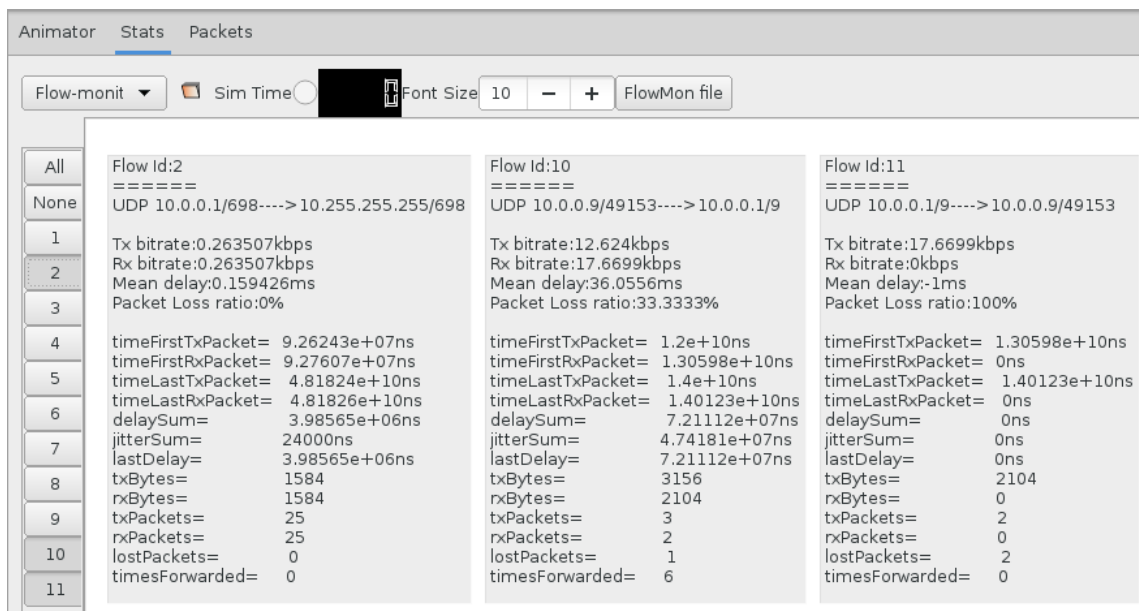 Animator Stats Packets
Flow-monit Sim Time 0 Font Size 10 − + FlowMon file
All
None
1
2
3
4
5
6
7
8
9
10
11
Flow Id:2
======
UDP 10.0.0.1/698---->10.255.255.255/698
Tx bitrate:0.263507kbps
Rx bitrate:0.263507kbps
Mean delay:0.159426ms
Packet Loss ratio:0%
timeFirstTxPacket= 9.26243e+07ns
timeFirstRxPacket= 9.27607e+07ns
timeLastTxPacket= 4.81824e+10ns
timeLastRxPacket= 4.81826e+10ns
delaySum= 3.98565e+06ns
jitterSum= 24000ns
lastDelay= 3.98565e+06ns
txBytes= 1584
rxBytes= 1584
txPackets= 25
rxPackets= 25
lostPackets= 0
timesForwarded= 0
Flow Id:10
======
UDP 10.0.0.9/49153---->10.0.0.1/9
Tx bitrate:12.624kbps
Rx bitrate:17.6699kbps
Mean delay:36.0556ms
Packet Loss ratio:33.3333%
timeFirstTxPacket= 1.2e+10ns
timeFirstRxPacket= 1.30598e+10ns
timeLastTxPacket= 1.4e+10ns
timeLastRxPacket= 1.40123e+10ns
delaySum= 7.21112e+07ns
jitterSum= 4.74181e+07ns
lastDelay= 7.21112e+07ns
txBytes= 3156
rxBytes= 2104
txPackets= 3
rxPackets= 2
lostPackets= 1
timesForwarded= 6
Flow Id:11
======
UDP 10.0.0.1/9---->10.0.0.9/49153
Tx bitrate:17.6699kbps
Rx bitrate:0kbps
Mean delay:-1ms
Packet Loss ratio:100%
timeFirstTxPacket= 1.30598e+10ns
timeFirstRxPacket= 0ns
timeLastTxPacket= 1.40123e+10ns
timeLastRxPacket= 0ns
delaySum= 0ns
jitterSum= 0ns
lastDelay= 0ns
txBytes= 2104
rxBytes= 0
txPackets= 2
rxPackets= 0
lostPackets= 2
timesForwarded= 0